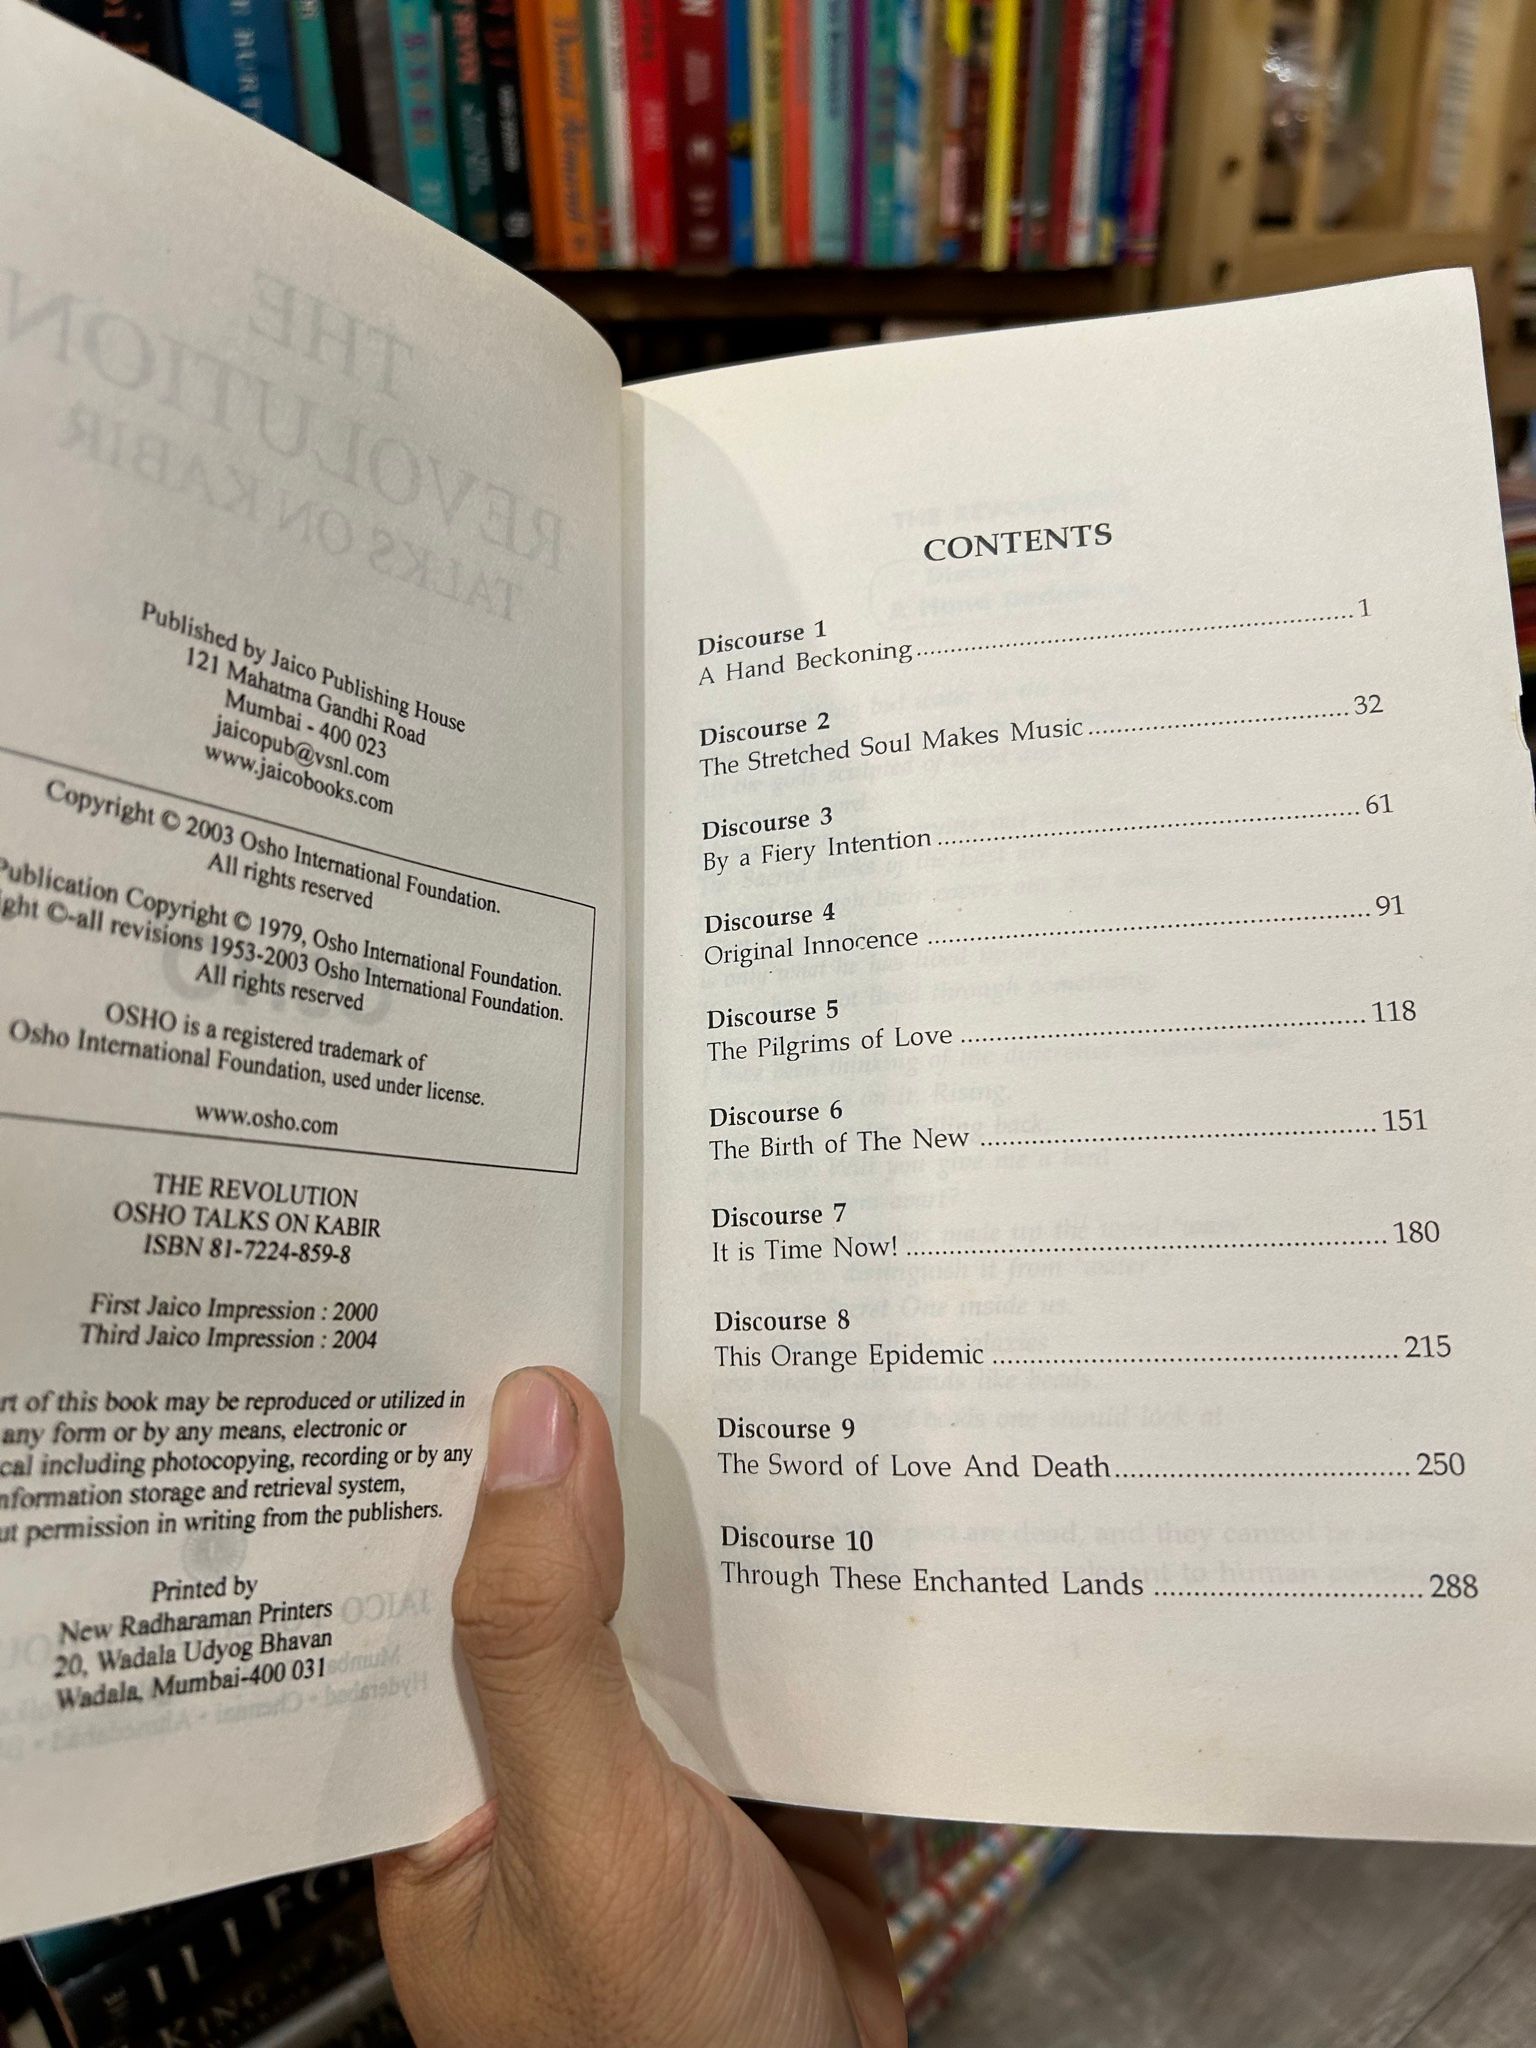 Published by Jaico Publishing House
121 Mahatma Gandhi Road
Mumbai - 400 023
jaicopub@vsnl.com
www.jaicobooks.com
Copyright © 2003 Osho International Foundation.
All rights reserved
Publication Copyright © 1979, Osho International Foundation.
©-all revisions 1953-2003 Osho International Foundation.
All rights reserved
OSHO is a registered trademark of
Osho International Foundation, used under license.
www.osho.com
THE REVOLUTION
OSHO TALKS ON KABIR
ISBN 81-7224-859-8
First Jaico Impression : 2000
Third Jaico Impression : 2004
of this book may be reproduced or utilized in
any form or by any means, electronic or
including photocopying, recording or by any
information storage and retrieval system,
permission in writing from the publishers.
Printed by
New Radharaman Printers
20, Wadala Udyog Bhavan
Wadala, Mumbai-400 031
CONTENTS
Discourse 1
A Hand Beckoning 1
Discourse 2
The Stretched Soul Makes Music 32
Discourse 3
By a Fiery Intention 61
Discourse 4
Original Innocence 91
Discourse 5
The Pilgrims of Love 118
Discourse 6
The Birth of The New 151
Discourse 7
It is Time Now! 180
Discourse 8
This Orange Epidemic 215
Discourse 9
The Sword of Love And Death 250
Discourse 10
Through These Enchanted Lands 288